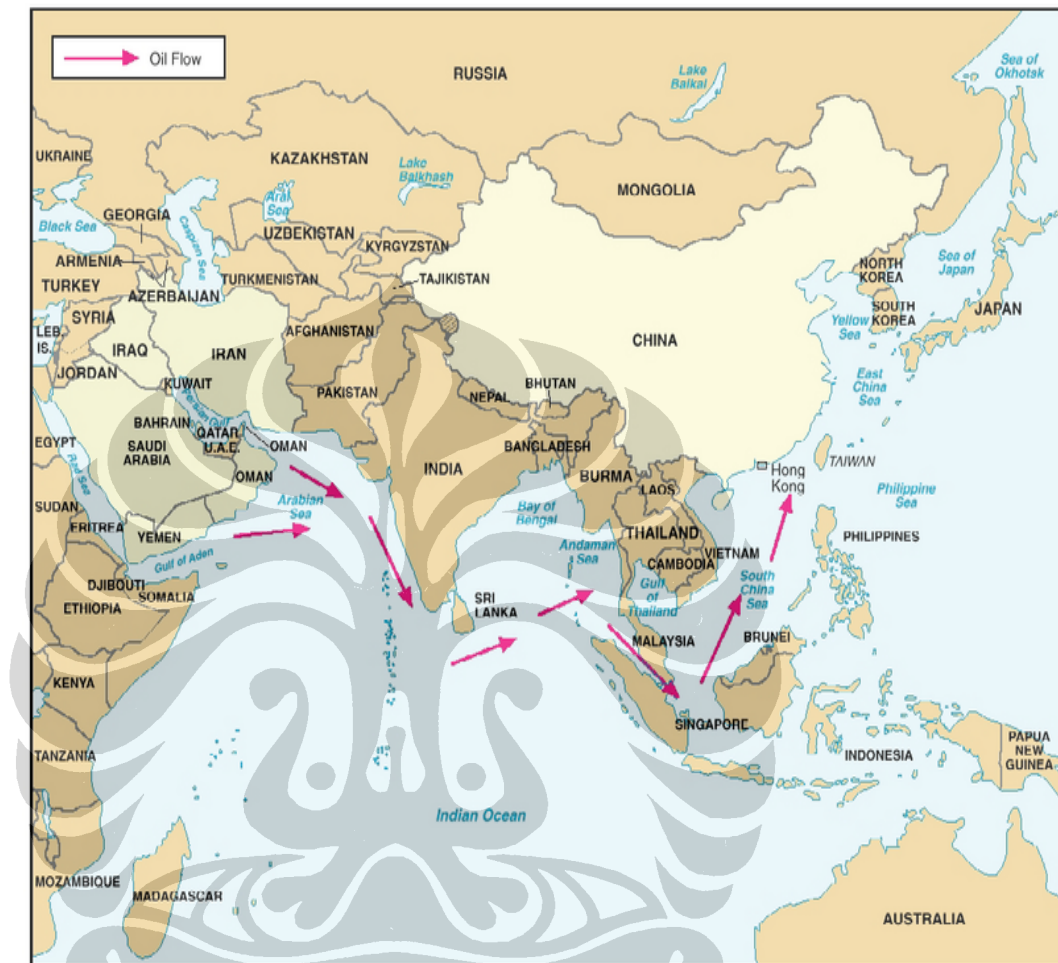 Oil Flow
RUSSIA
Lake
Baikal
Sea of
Okhotsk
UKRAINE
KAZAKHSTAN
Lake
Balkhash
MONGOLIA
Aral
Sea
GEORGIA
Black Sea
Caspian Sea
UZBEKISTAN
KYRGYZSTAN
ARMENIA
TURKEY
AZERBAIJAN
TURKMENISTAN
TAJIKISTAN
NORTH
KOREA
Sea of
Japan
SYRIA
LEB.
IS.
IRAQ
IRAN
AFGHANISTAN
CHINA
SOUTH
KOREA
JAPAN
Yellow
Sea
JORDAN
KUWAIT
PAKISTAN
NEPAL
BHUTAN
East
China
Sea
Persian Gulf
BAHRAIN
QATAR
U.A.E.
OMAN
EGYPT
SAUDI
ARABIA
BANGLADESH
INDIA
BURMA
Hong
Kong
TAIWAN
Red Sea
OMAN
LAOS
Arabian
Sea
Bay of
Bengal
Philippine
Sea
SUDAN
ERITREA
YEMEN
THAILAND
PHILIPPINES
Andaman
Sea
VIETNAM
CAMBODIA
Gulf of Aden
DJIBOUTI
SOMALIA
Gulf
of
Thailand
South
China
Sea
ETHIOPIA
SRI
LANKA
MALAYSIA
BRUNEI
KENYA
SINGAPORE
TANZANIA
INDONESIA
PAPUA
NEW
GUINEA
Indian Ocean
MOZAMBIQUE
MADAGASCAR
AUSTRALIA